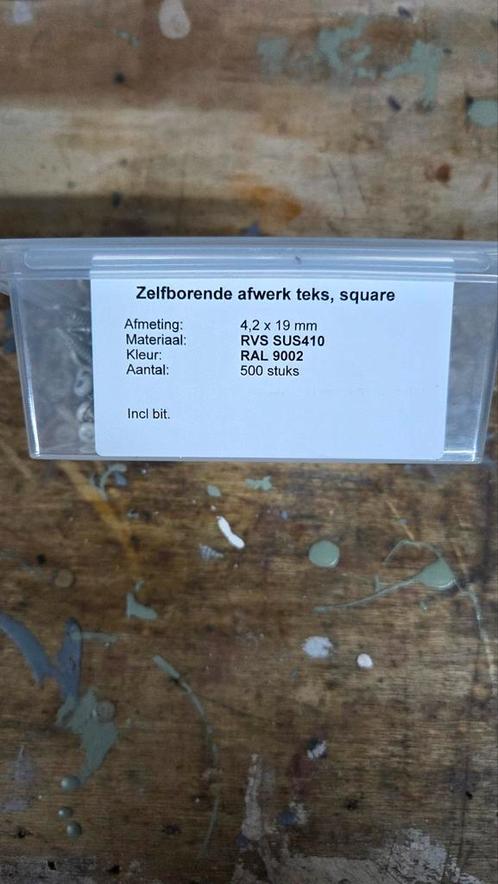 Zelfborende afwerk teks, square
Afmeting: 4,2 x 19 mm
Materiaal: RVS SUS410
Kleur: RAL 9002
Aantal: 500 stuks
Incl bit.